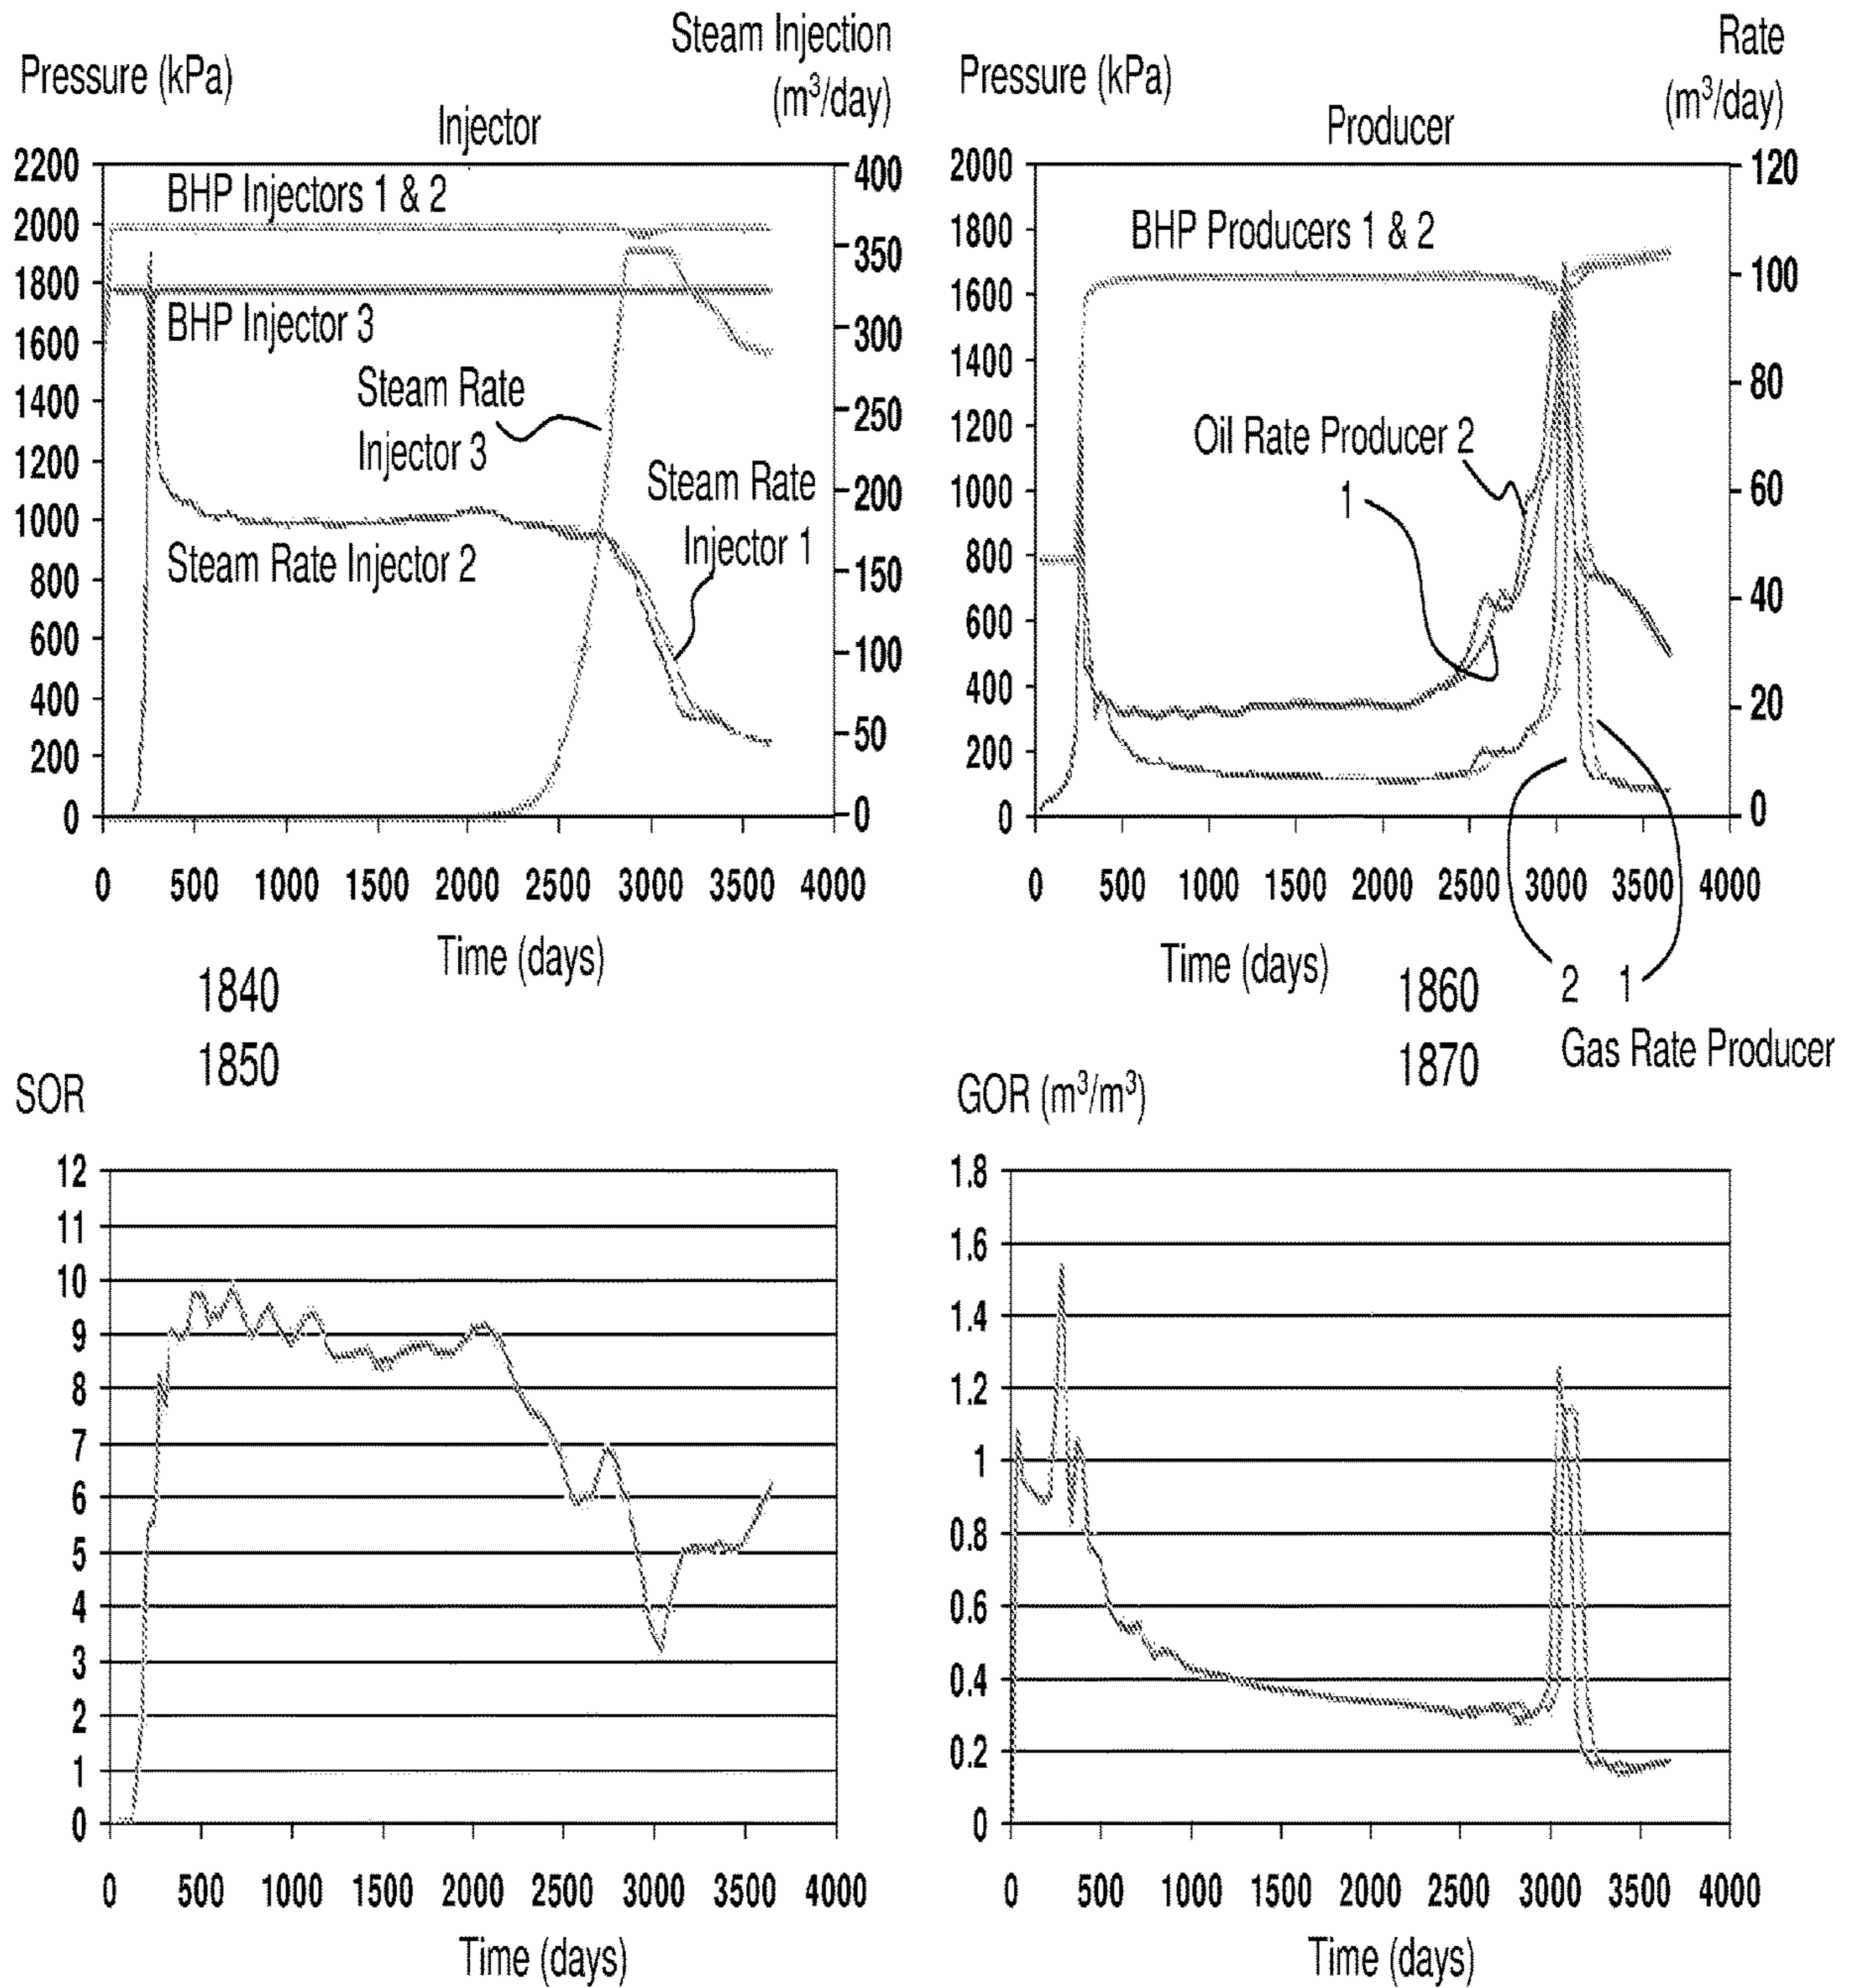 Steam Injection
Pressure (kPa)
(m³/day)
Injector
2200
2000
1800
1600
1400
1200
1000
800
600
400
200
0
400
350
300
250
200
150
100
50
0
BHP Injectors 1 & 2
BHP Injector 3
Steam Rate
Injector 3
Steam Rate
Injector 1
Steam Rate Injector 2
0 500 1000 1500 2000 2500 3000 3500 4000
Time (days)
1840
1850
Rate
Pressure (kPa)
(m³/day)
Producer
2000
1800
1600
1400
1200
1000
800
600
400
200
0
120
100
80
60
40
20
0
BHP Producers 1 & 2
Oil Rate Producer 2
1
0 500 1000 1500 2000 2500 3000 3500 4000
Time (days)
1860
2 1
1870
Gas Rate Producer
SOR
12
11
10
9
8
7
6
5
4
3
2
1
0
0 500 1000 1500 2000 2500 3000 3500 4000
Time (days)
GOR (m³/m³)
1.8
1.6
1.4
1.2
1
0.8
0.6
0.4
0.2
0
0 500 1000 1500 2000 2500 3000 3500 4000
Time (days)